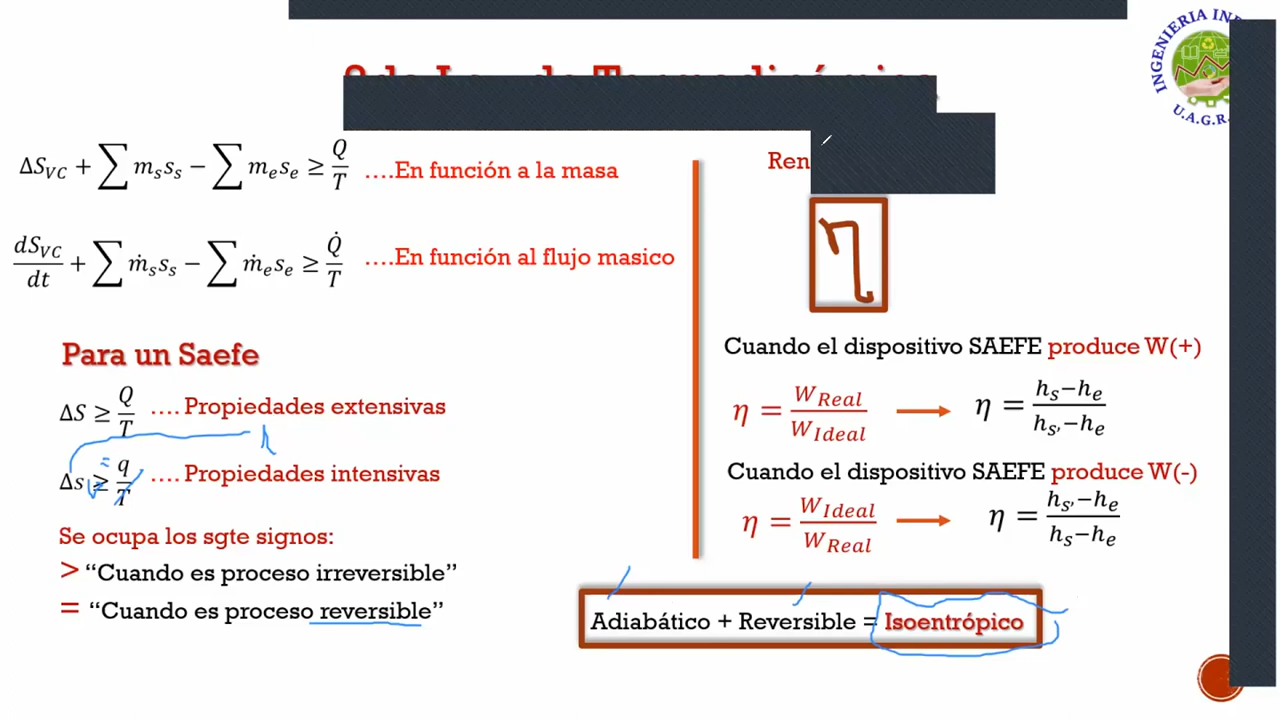 ΔS_VC + ∑ m_s s_s − ∑ m_e s_e ≥ Q/T ....En función a la masa
dS_VC/dt + ∑ ṁ_s s_s − ∑ ṁ_e s_e ≥ Q̇/T ....En función al flujo masico
Para un Saefe
ΔS ≥ Q/T .... Propiedades extensivas
Δs ≥ q/T .... Propiedades intensivas
Se ocupa los sgte signos:
> “Cuando es proceso irreversible”
= “Cuando es proceso reversible”
η
Cuando el dispositivo SAEFE produce W(+)
η = W_Real/W_Ideal → η = (h_s−h_e)/(h_s,−h_e)
Cuando el dispositivo SAEFE produce W(-)
η = W_Ideal/W_Real → η = (h_s,−h_e)/(h_s−h_e)
Adiabático + Reversible = Isoentrópico
U.A.G.R.